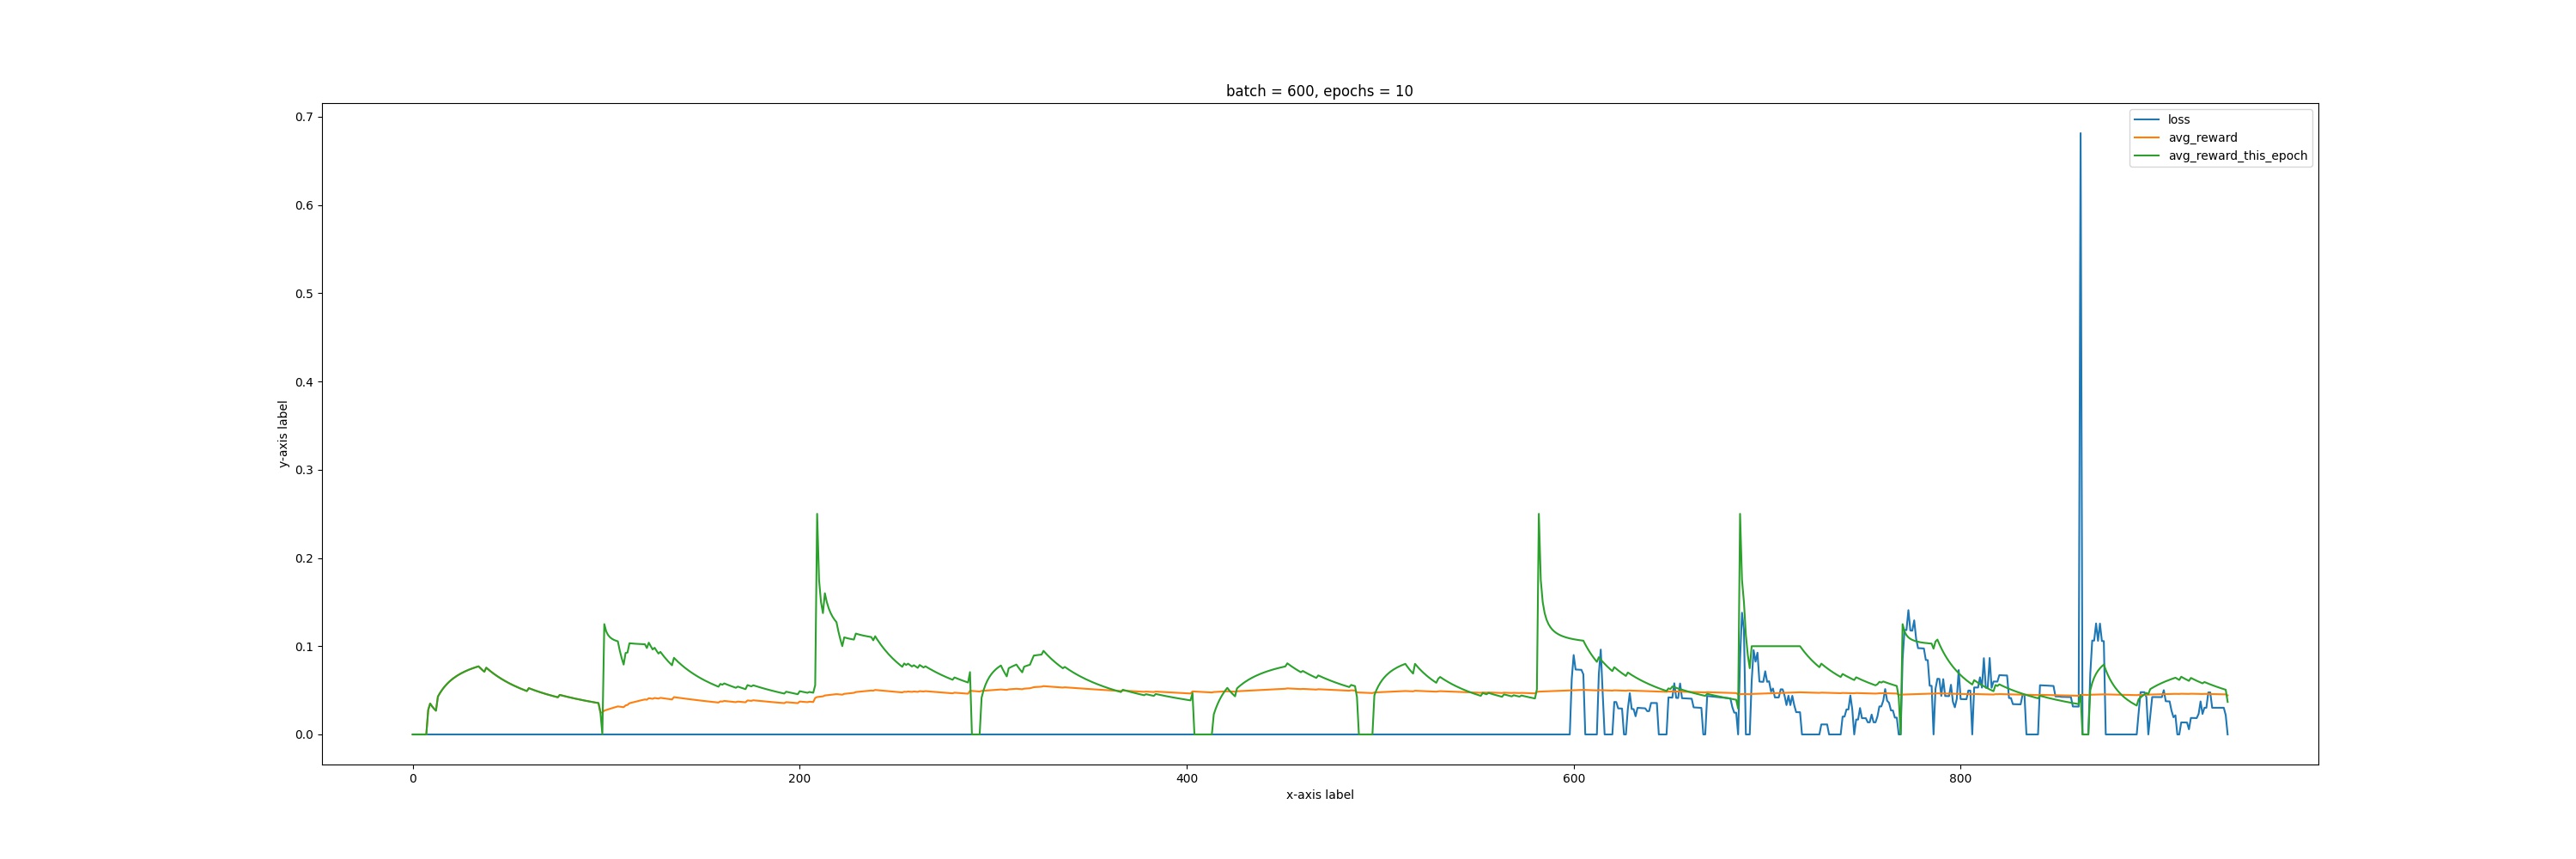 batch = 600, epochs = 10
0.7
0.6
0.5
0.4
0.3
0.2
0.1
0.0
y-axis label
loss
avg_reward
avg_reward_this_epoch
0 200 400 600 800
x-axis label